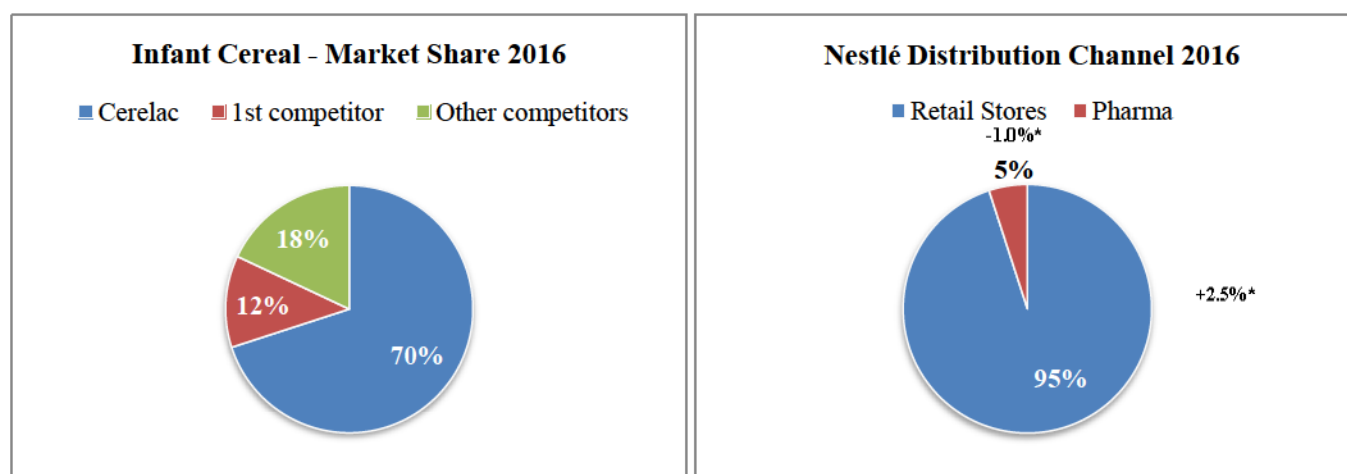 Infant Cereal - Market Share 2016
Cerelac 1st competitor Other competitors
18%
12%
70%
Nestlé Distribution Channel 2016
Retail Stores Pharma
-1.0%*
5%
+2.5%*
95%